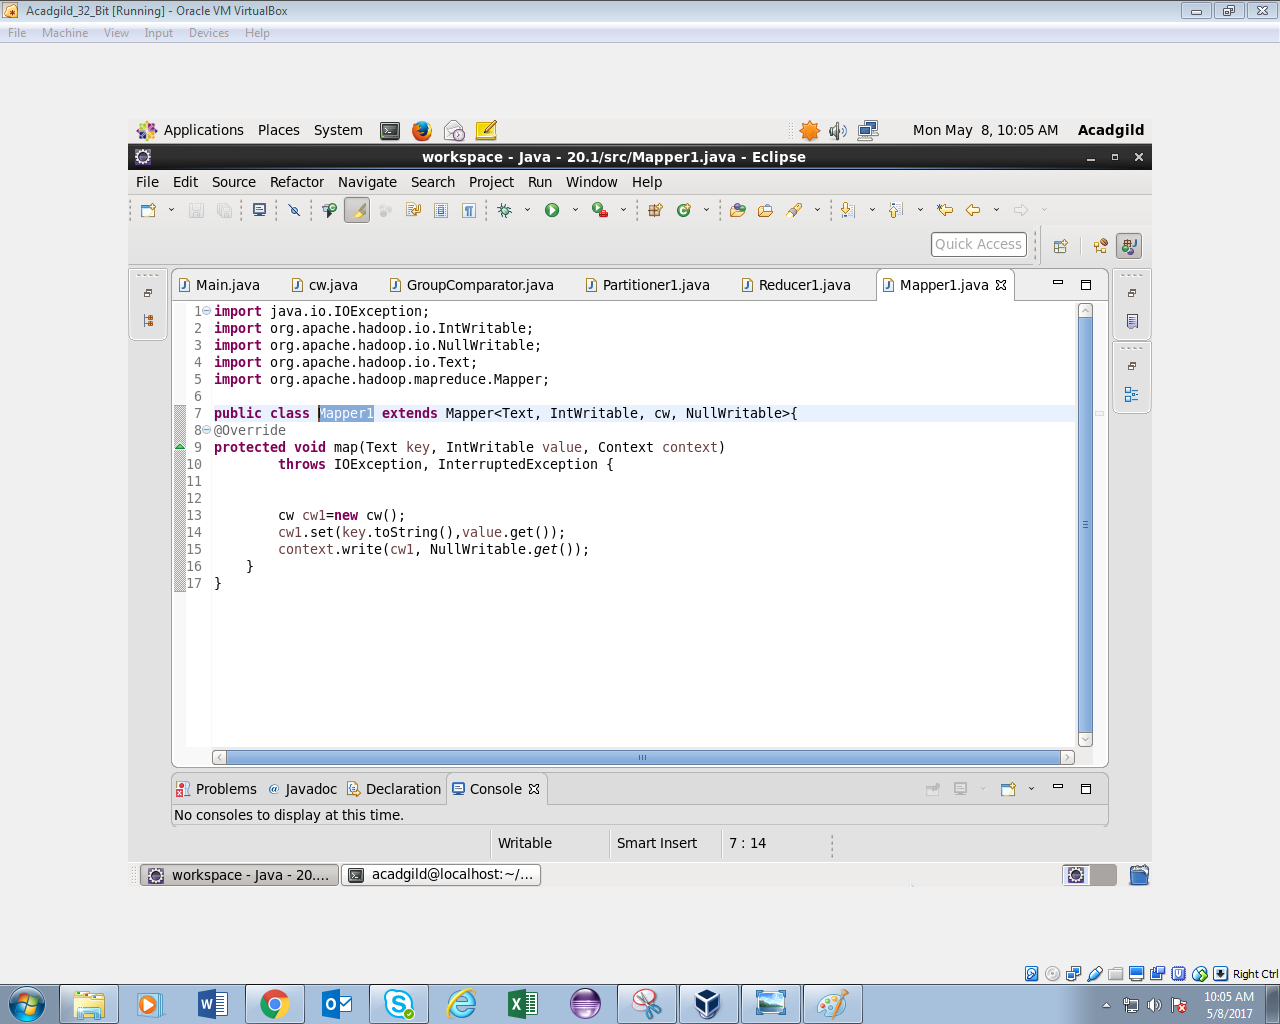 Acadgild_32_Bit [Running] - Oracle VM VirtualBox
File Machine View Input Devices Help
Applications Places System Mon May 8, 10:05 AM Acadgild
workspace - Java - 20.1/src/Mapper1.java - Eclipse
File Edit Source Refactor Navigate Search Project Run Window Help
Quick Access
Main.java cw.java GroupComparator.java Partitioner1.java Reducer1.java Mapper1.java
1 import java.io.IOException;
2 import org.apache.hadoop.io.IntWritable;
3 import org.apache.hadoop.io.NullWritable;
4 import org.apache.hadoop.io.Text;
5 import org.apache.hadoop.mapreduce.Mapper;
6
7 public class Mapper1 extends Mapper<Text, IntWritable, cw, NullWritable>{
8 @Override
9 protected void map(Text key, IntWritable value, Context context)
10 throws IOException, InterruptedException {
11
12
13 cw cw1=new cw();
14 cw1.set(key.toString(),value.get());
15 context.write(cw1, NullWritable.get());
16 }
17 }
Problems Javadoc Declaration Console
No consoles to display at this time.
Writable Smart Insert 7 : 14
workspace - Java - 20.... acadgild@localhost:~/...
Right Ctrl
10:05 AM
5/8/2017